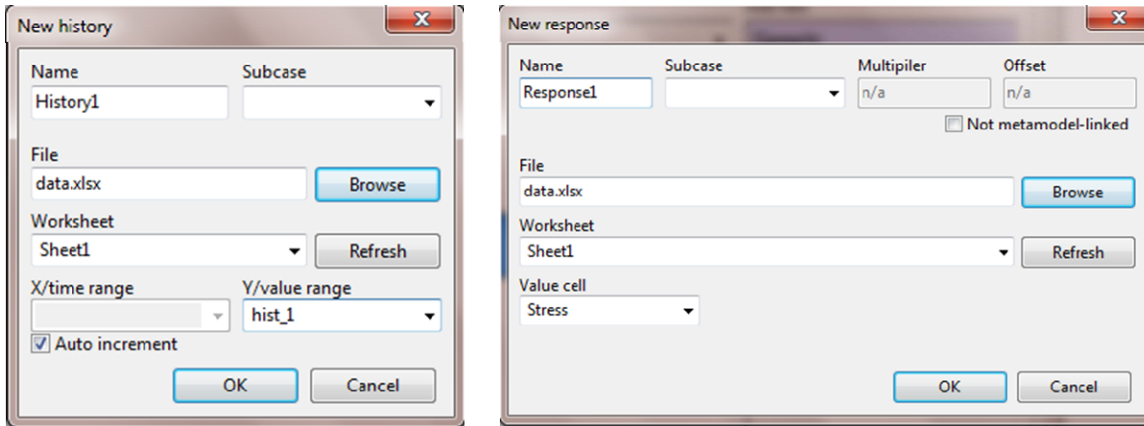 New history
Name Subcase
History1
File
data.xlsx Browse
Worksheet
Sheet1 Refresh
X/time range Y/value range
hist_1
Auto increment
OK Cancel
New response
Name Subcase Multipiler Offset
Response1 n/a n/a
Not metamodel-linked
File
data.xlsx Browse
Worksheet
Sheet1 Refresh
Value cell
Stress
OK Cancel